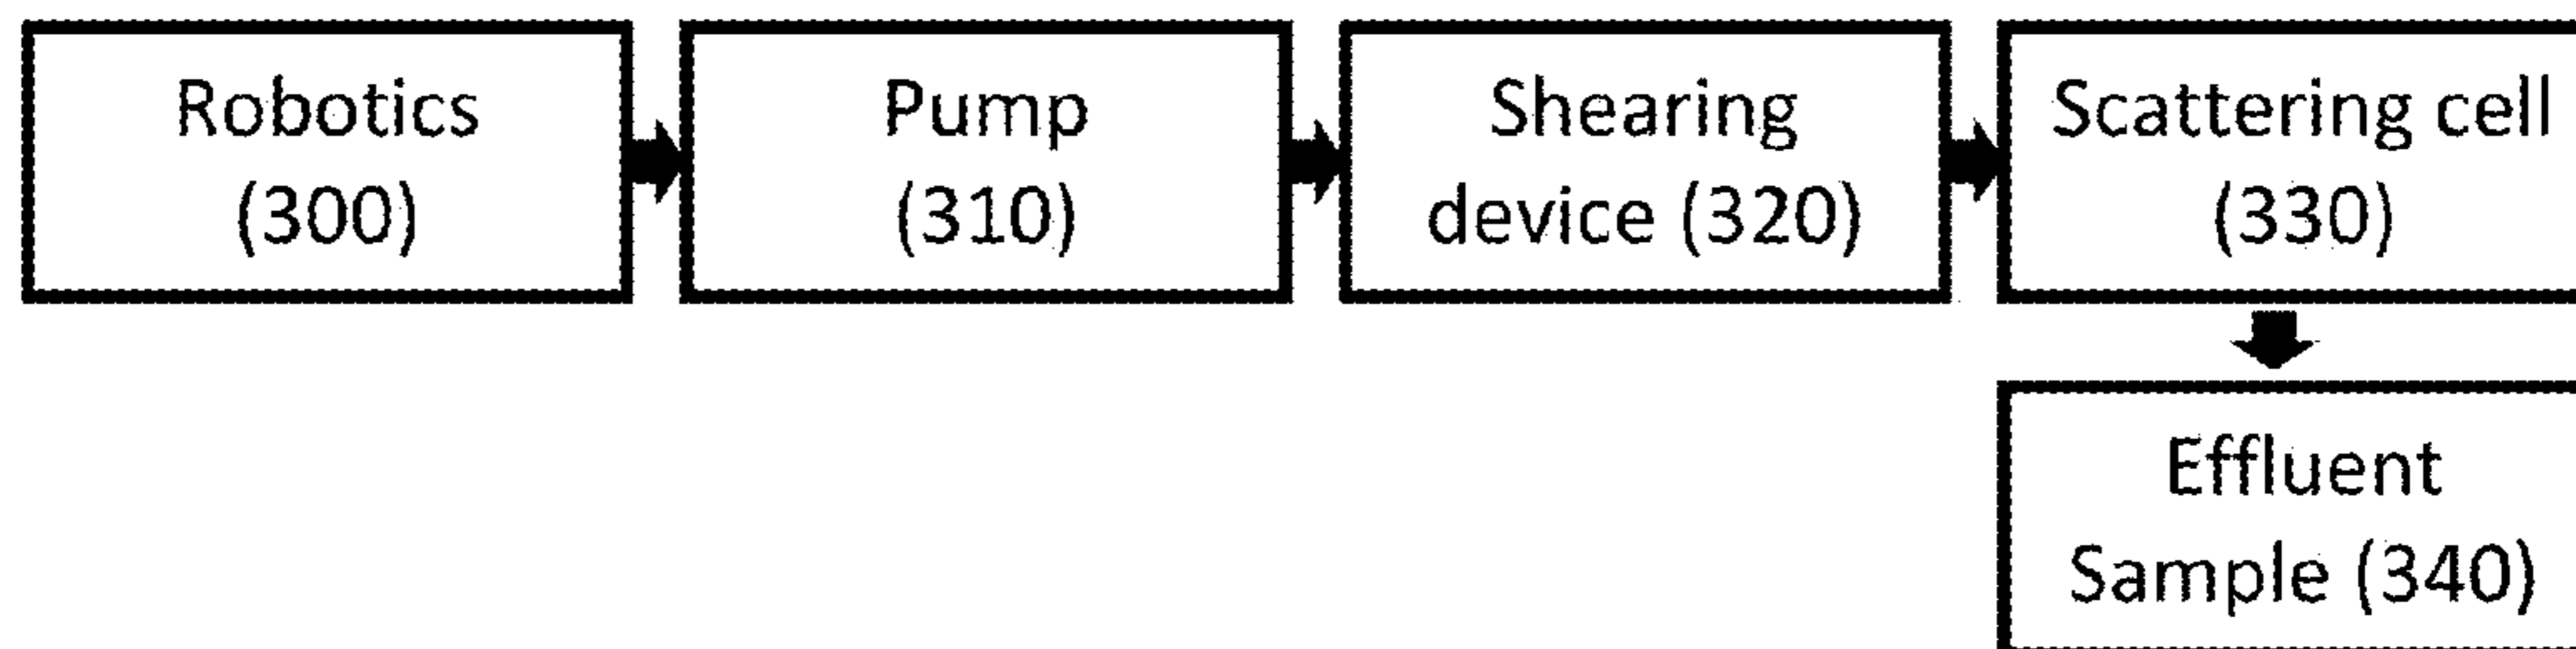 Robotics
(300)
Pump
(310)
Shearing
device (320)
Scattering cell
(330)
Effluent
Sample (340)